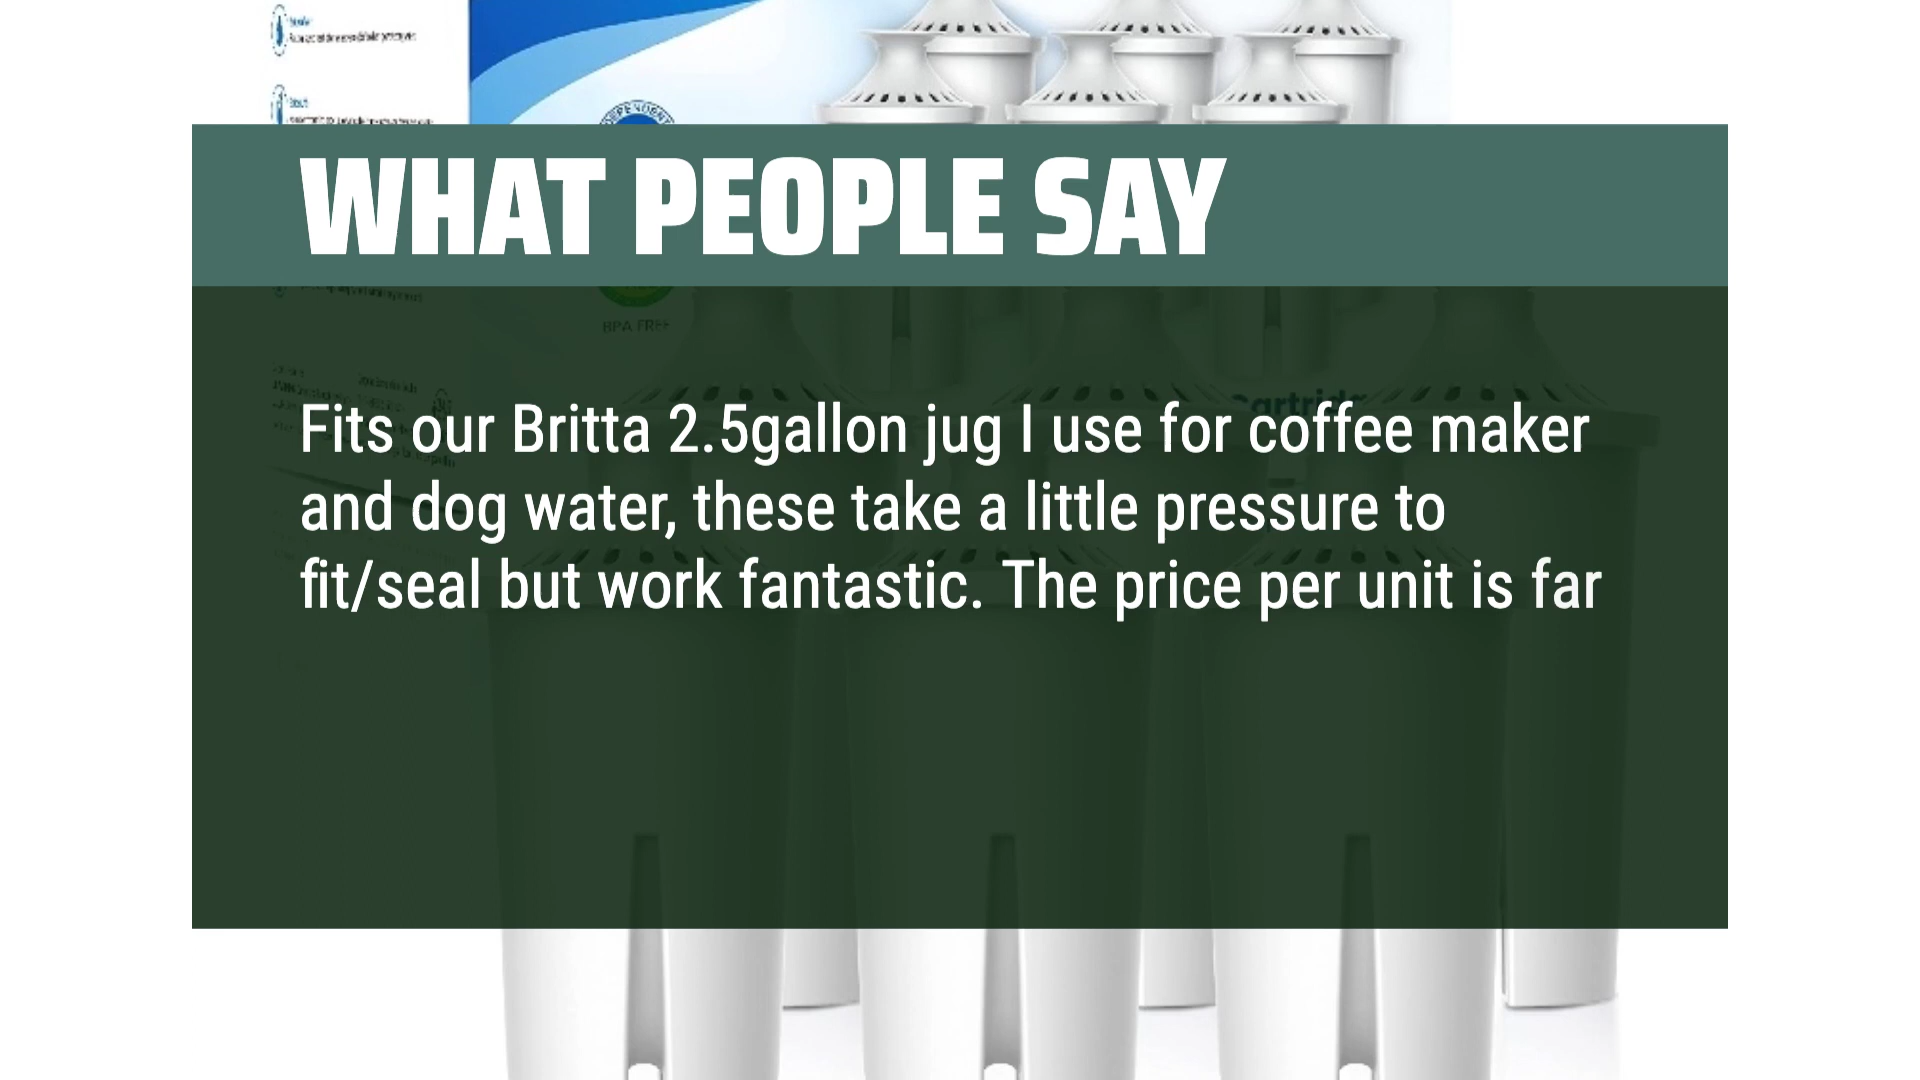 WHAT PEOPLE SAY
BPA FREE
Fits our Britta 2.5gallon jug I use for coffee maker
and dog water, these take a little pressure to
fit/seal but work fantastic. The price per unit is far